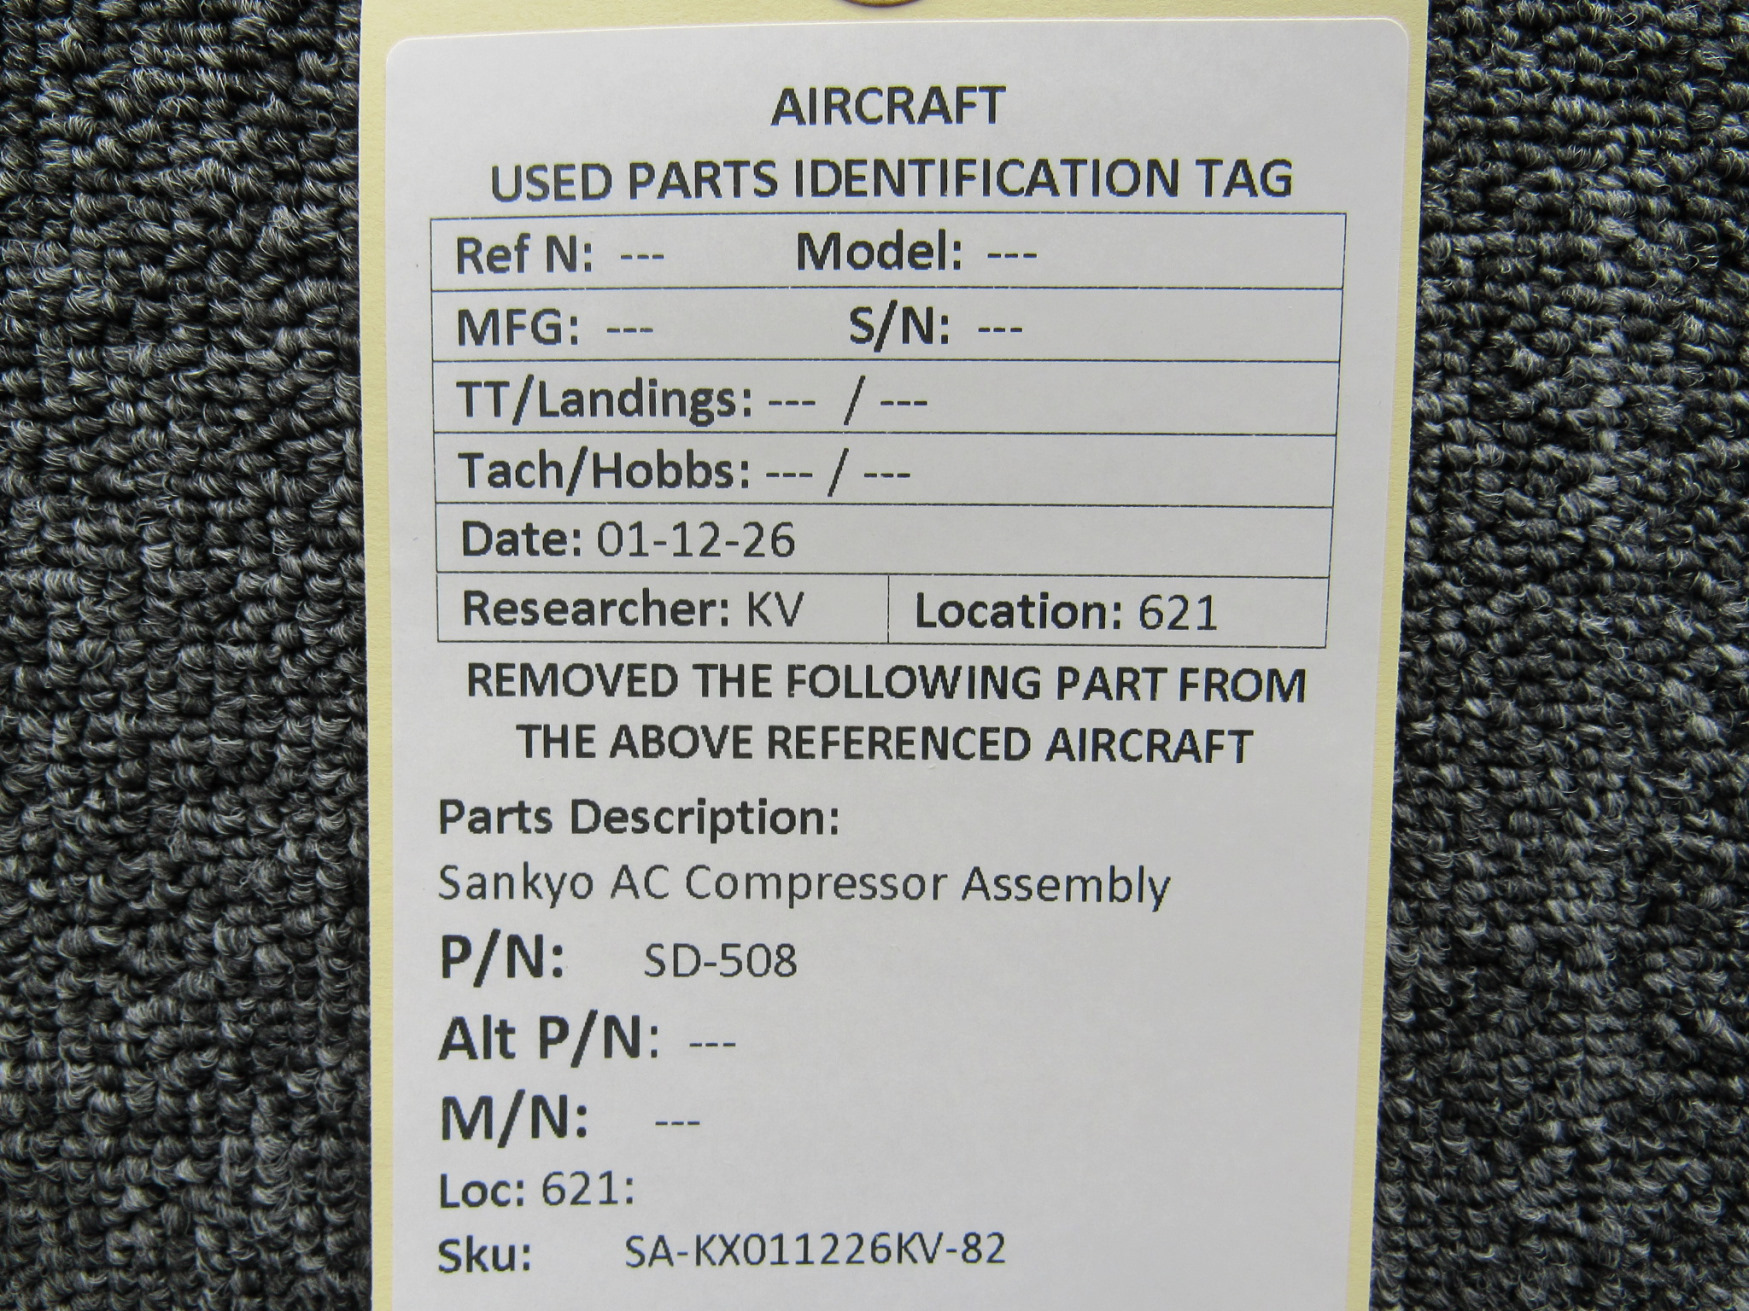 AIRCRAFT
USED PARTS IDENTIFICATION TAG
Ref N: --- Model: ---
MFG: --- S/N: ---
TT/Landings: --- / ---
Tach/Hobbs: --- / ---
Date: 01-12-26
Researcher: KV Location: 621
REMOVED THE FOLLOWING PART FROM
THE ABOVE REFERENCED AIRCRAFT
Parts Description:
Sankyo AC Compressor Assembly
P/N: SD-508
Alt P/N: ---
M/N: ---
Loc: 621:
Sku: SA-KX011226KV-82